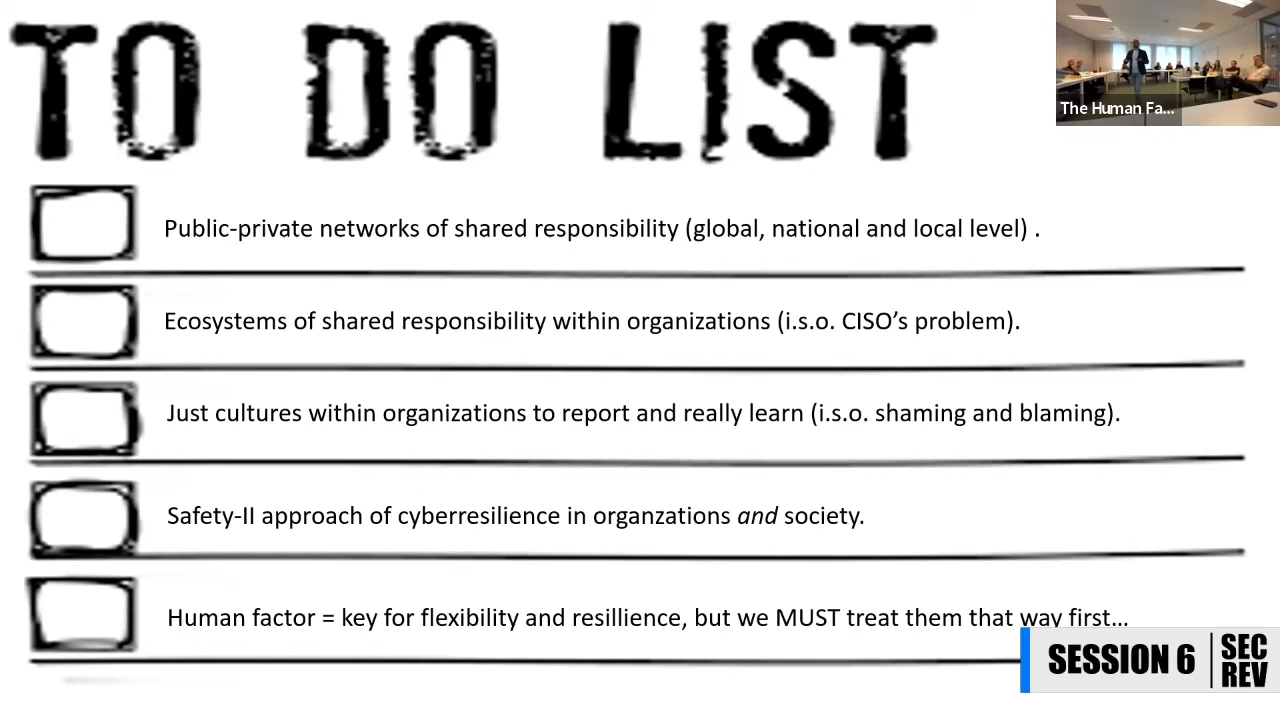 TO DO LIST
The Human Fa...
Public-private networks of shared responsibility (global, national and local level) .
Ecosystems of shared responsibility within organizations (i.s.o. CISO’s problem).
Just cultures within organizations to report and really learn (i.s.o. shaming and blaming).
Safety-II approach of cyberresilience in organzations and society.
Human factor = key for flexibility and resillience, but we MUST treat them that way first...
SESSION 6
SEC
REV